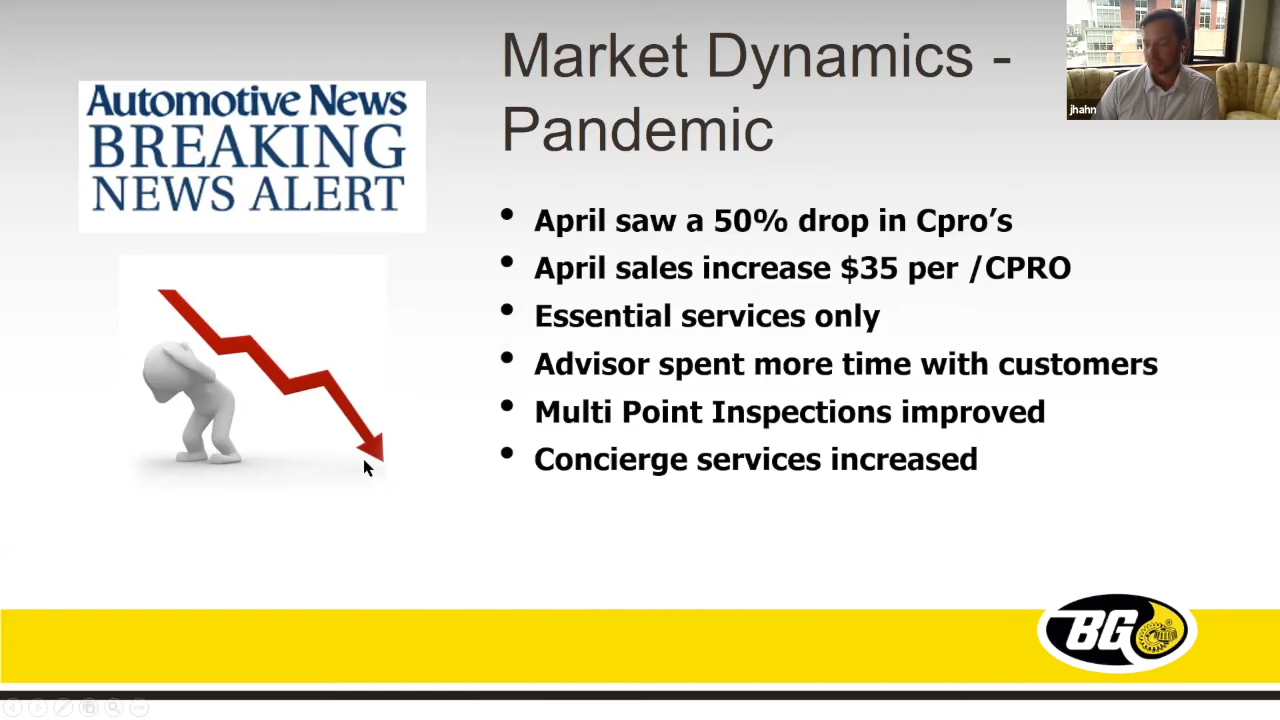 Market Dynamics -
Pandemic
jhahn
Automotive News
BREAKING
NEWS ALERT
• April saw a 50% drop in Cpro’s
• April sales increase $35 per /CPRO
• Essential services only
• Advisor spent more time with customers
• Multi Point Inspections improved
• Concierge services increased
BG